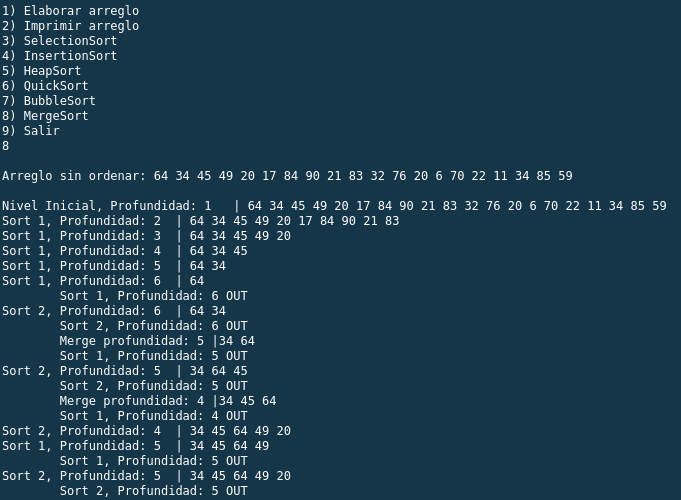 1) Elaborar arreglo
2) Imprimir arreglo
3) SelectionSort
4) InsertionSort
5) HeapSort
6) QuickSort
7) BubbleSort
8) MergeSort
9) Salir
8
Arreglo sin ordenar: 64 34 45 49 20 17 84 90 21 83 32 76 20 6 70 22 11 34 85 59
Nivel Inicial, Profundidad: 1   | 64 34 45 49 20 17 84 90 21 83 32 76 20 6 70 22 11 34 85 59
Sort 1, Profundidad: 2  | 64 34 45 49 20 17 84 90 21 83
Sort 1, Profundidad: 3  | 64 34 45 49 20
Sort 1, Profundidad: 4  | 64 34 45
Sort 1, Profundidad: 5  | 64 34
Sort 1, Profundidad: 6  | 64
        Sort 1, Profundidad: 6 OUT
Sort 2, Profundidad: 6  | 64 34
        Sort 2, Profundidad: 6 OUT
        Merge profundidad: 5 |34 64
        Sort 1, Profundidad: 5 OUT
Sort 2, Profundidad: 5  | 34 64 45
        Sort 2, Profundidad: 5 OUT
        Merge profundidad: 4 |34 45 64
        Sort 1, Profundidad: 4 OUT
Sort 2, Profundidad: 4  | 34 45 64 49 20
Sort 1, Profundidad: 5  | 34 45 64 49
        Sort 1, Profundidad: 5 OUT
Sort 2, Profundidad: 5  | 34 45 64 49 20
        Sort 2, Profundidad: 5 OUT